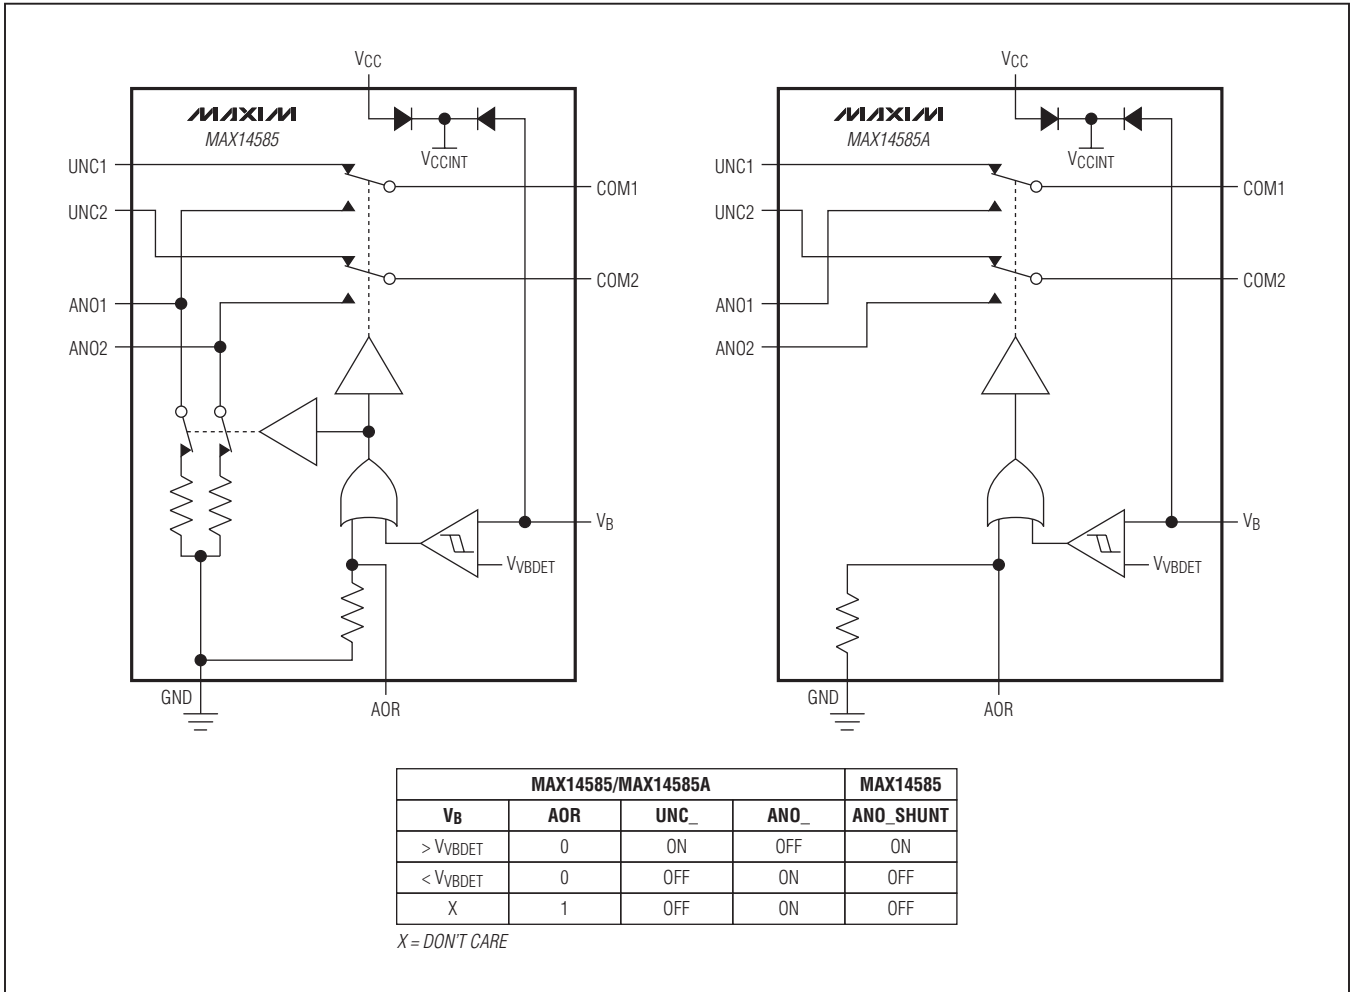 VCC
MAXIM
MAX14585
VCCINT
UNC1
UNC2
ANO1
ANO2
COM1
COM2
VB
VVBDET
GND
AOR
VCC
MAXIM
MAX14585A
VCCINT
UNC1
UNC2
ANO1
ANO2
COM1
COM2
VB
VVBDET
GND
AOR
MAX14585/MAX14585A MAX14585
VB AOR UNC_ ANO_ ANO_SHUNT
> VVBDET 0 ON OFF ON
< VVBDET 0 OFF ON OFF
X 1 OFF ON OFF
X = DON'T CARE